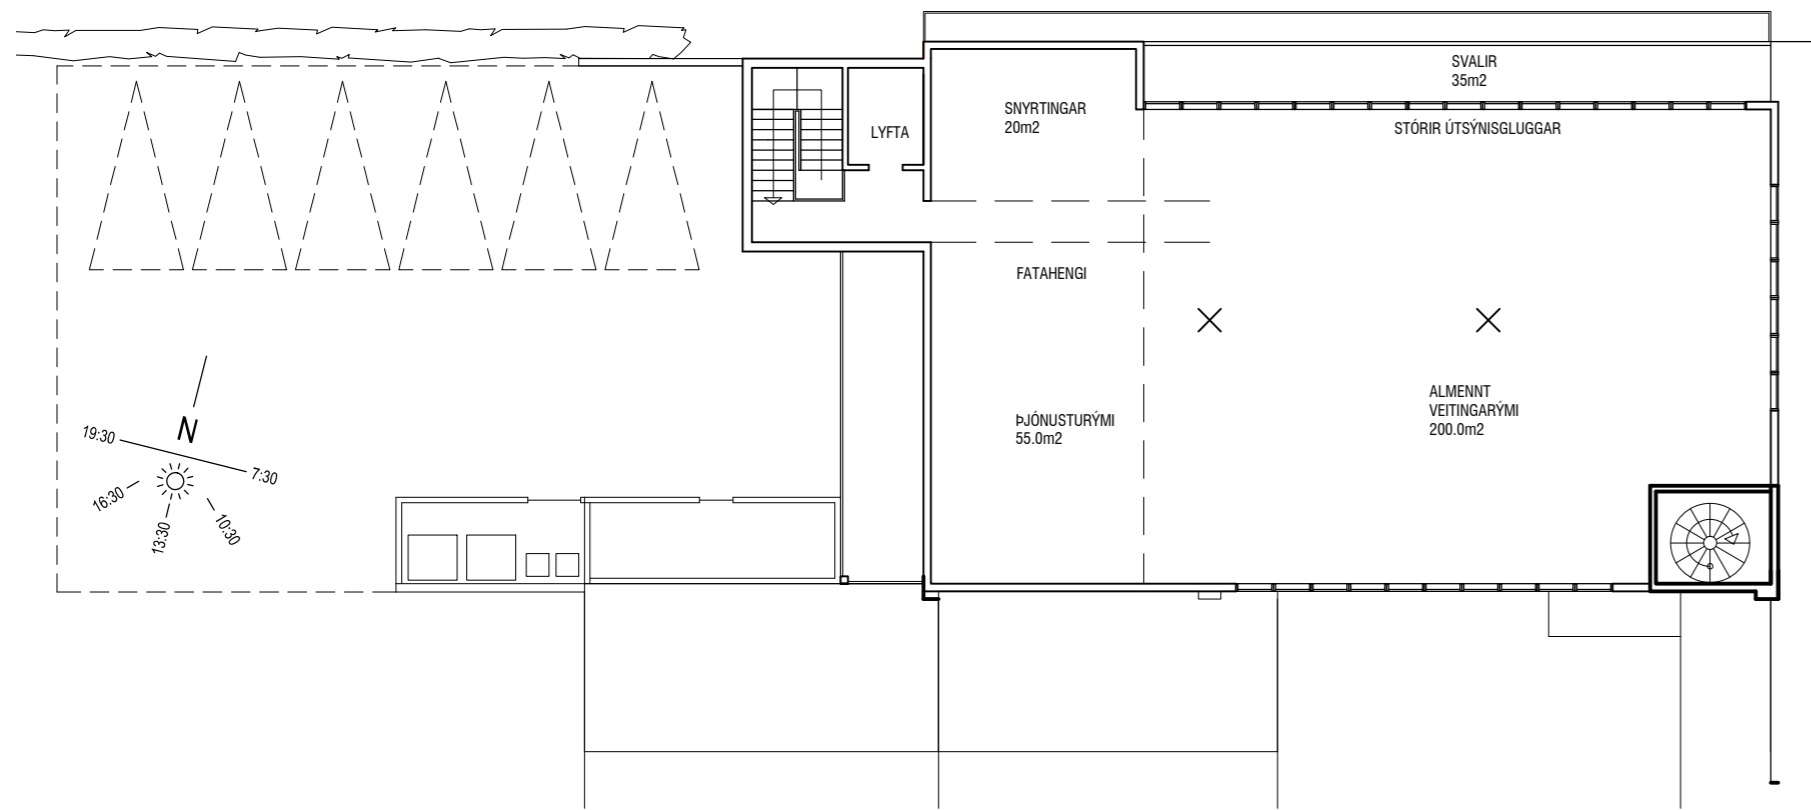 SVALIR
35m2
SNYRTINGAR
20m2
LYFTA
STÓRIR ÚTSÝNISGLUGGAR
FATAHENGI
ALMENNT
VEITINGARÝMI
200.0m2
ÞJÓNUSTURÝMI
55.0m2
N
19:30
7:30
16:30
13:30
10:30